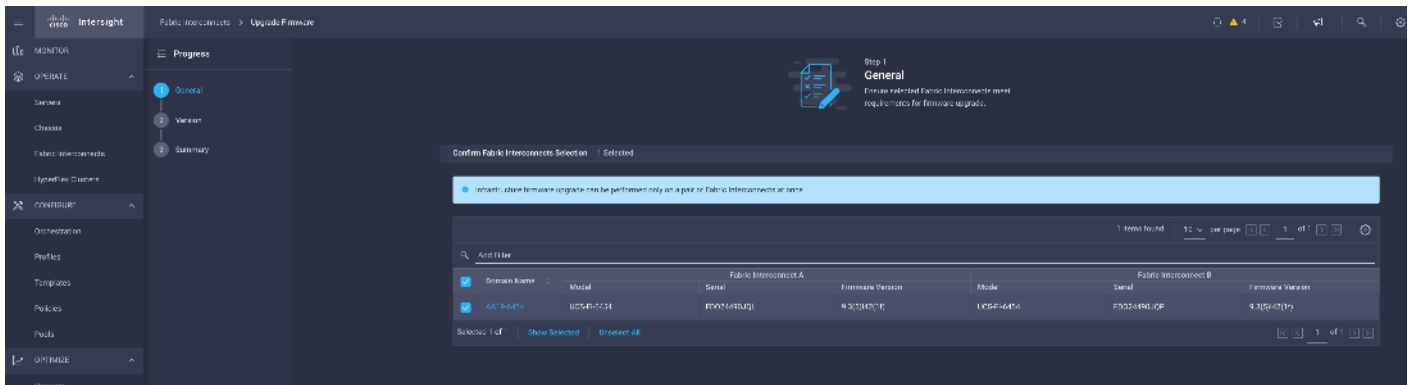 cisco Intersight
Fabric Interconnects > Upgrade Firmware
4
MONITOR
OPERATE
Servers
Chassis
Fabric Interconnects
HyperFlex Clusters
CONFIGURE
Orchestration
Profiles
Templates
Policies
Pools
OPTIMIZE
Progress
1 General
2 Version
3 Summary
Step 1
General
Ensure selected Fabric Interconnects meet
requirements for firmware upgrade.
Confirm Fabric Interconnects Selection 1 Selected
Infrastructure firmware upgrade can be performed only on a pair of Fabric Interconnects at once.
1 items found 10 per page 1 of 1
Add Filter
Fabric Interconnect A Fabric Interconnect B
Domain Name Model Serial Firmware Version Model Serial Firmware Version
UCS-FI-6454 UCS-FI-6454
Selected 1 of 1 Show Selected Unselect All 1 of 1